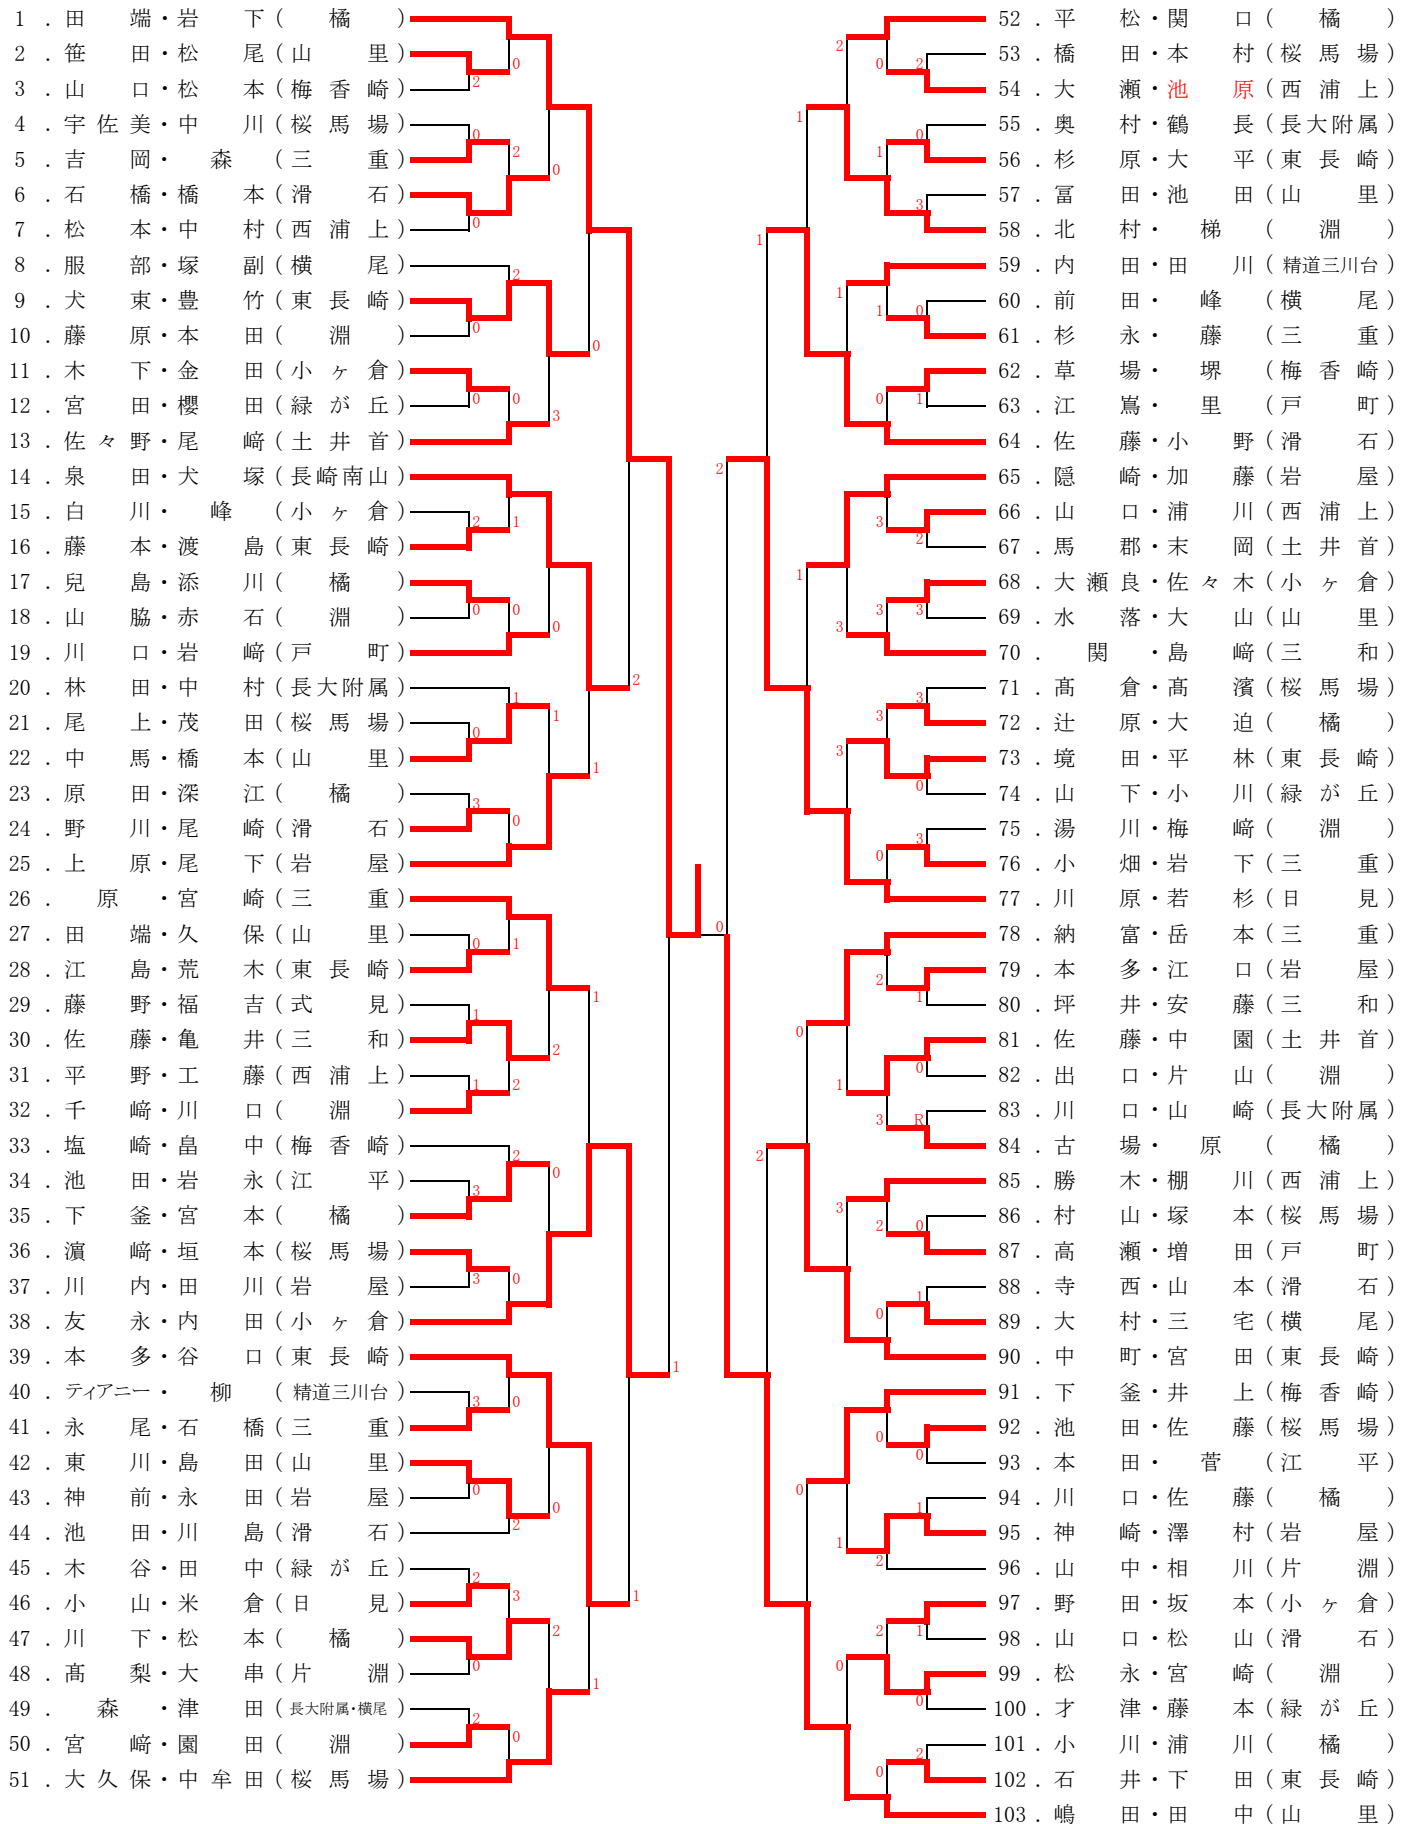 1 . 田 端・岩 下 ( 橘 )
2 . 笹 田・松 尾 ( 山 里 )
3 . 山 口・松 本 ( 梅 香 崎 )
4 . 宇 佐 美・中 川 ( 桜 馬 場 )
5 . 吉 岡・ 森 ( 三 重 )
6 . 石 橋・橋 本 ( 滑 石 )
7 . 松 本・中 村 ( 西 浦 上 )
8 . 服 部・塚 副 ( 横 尾 )
9 . 犬 束・豊 竹 ( 東 長 崎 )
10 . 藤 原・本 田 ( 淵 )
11 . 木 下・金 田 ( 小 ヶ 倉 )
12 . 宮 田・櫻 田 ( 緑 が 丘 )
13 . 佐 々 野・尾 﨑 ( 土 井 首 )
14 . 泉 田・犬 塚 ( 長崎南山 )
15 . 白 川・ 峰 ( 小 ヶ 倉 )
16 . 藤 本・渡 島 ( 東 長 崎 )
17 . 兒 島・添 川 ( 橘 )
18 . 山 脇・赤 石 ( 淵 )
19 . 川 口・岩 﨑 ( 戸 町 )
20 . 林 田・中 村 ( 長大附属 )
21 . 尾 上・茂 田 ( 桜 馬 場 )
22 . 中 馬・橋 本 ( 山 里 )
23 . 原 田・深 江 ( 橘 )
24 . 野 川・尾 崎 ( 滑 石 )
25 . 上 原・尾 下 ( 岩 屋 )
26 . 原 ・宮 崎 ( 三 重 )
27 . 田 端・久 保 ( 山 里 )
28 . 江 島・荒 木 ( 東 長 崎 )
29 . 藤 野・福 吉 ( 式 見 )
30 . 佐 藤・亀 井 ( 三 和 )
31 . 平 野・工 藤 ( 西 浦 上 )
32 . 千 﨑・川 口 ( 淵 )
33 . 塩 崎・畠 中 ( 梅 香 崎 )
34 . 池 田・岩 永 ( 江 平 )
35 . 下 釜・宮 本 ( 橘 )
36 . 濵 﨑・垣 本 ( 桜 馬 場 )
37 . 川 内・田 川 ( 岩 屋 )
38 . 友 永・内 田 ( 小 ヶ 倉 )
39 . 本 多・谷 口 ( 東 長 崎 )
40 . ティアニー・ 柳 ( 精道三川台 )
41 . 永 尾・石 橋 ( 三 重 )
42 . 東 川・島 田 ( 山 里 )
43 . 神 前・永 田 ( 岩 屋 )
44 . 池 田・川 島 ( 滑 石 )
45 . 木 谷・田 中 ( 緑 が 丘 )
46 . 小 山・米 倉 ( 日 見 )
47 . 川 下・松 本 ( 橘 )
48 . 髙 梨・大 串 ( 片 淵 )
49 . 森 ・津 田 ( 長大附属・横尾 )
50 . 宮 﨑・園 田 ( 淵 )
51 . 大 久 保・中 牟 田 ( 桜 馬 場 )
52 . 平 松・関 口 ( 橘 )
53 . 橋 田・本 村 ( 桜 馬 場 )
54 . 大 瀬・池 原 ( 西 浦 上 )
55 . 奥 村・鶴 長 ( 長大附属 )
56 . 杉 原・大 平 ( 東 長 崎 )
57 . 冨 田・池 田 ( 山 里 )
58 . 北 村・ 梯 ( 淵 )
59 . 内 田・田 川 ( 精道三川台 )
60 . 前 田・ 峰 ( 横 尾 )
61 . 杉 永・ 藤 ( 三 重 )
62 . 草 場・ 堺 ( 梅 香 崎 )
63 . 江 嶌・ 里 ( 戸 町 )
64 . 佐 藤・小 野 ( 滑 石 )
65 . 隠 崎・加 藤 ( 岩 屋 )
66 . 山 口・浦 川 ( 西 浦 上 )
67 . 馬 郡・末 岡 ( 土 井 首 )
68 . 大 瀬 良・佐 々 木 ( 小 ヶ 倉 )
69 . 水 落・大 山 ( 山 里 )
70 . 関 ・島 﨑 ( 三 和 )
71 . 髙 倉・髙 濱 ( 桜 馬 場 )
72 . 辻 原・大 迫 ( 橘 )
73 . 境 田・平 林 ( 東 長 崎 )
74 . 山 下・小 川 ( 緑 が 丘 )
75 . 湯 川・梅 﨑 ( 淵 )
76 . 小 畑・岩 下 ( 三 重 )
77 . 川 原・若 杉 ( 日 見 )
78 . 納 富・岳 本 ( 三 重 )
79 . 本 多・江 口 ( 岩 屋 )
80 . 坪 井・安 藤 ( 三 和 )
81 . 佐 藤・中 園 ( 土 井 首 )
82 . 出 口・片 山 ( 淵 )
83 . 川 口・山 崎 ( 長大附属 )
84 . 古 場・ 原 ( 橘 )
85 . 勝 木・棚 川 ( 西 浦 上 )
86 . 村 山・塚 本 ( 桜 馬 場 )
87 . 高 瀬・増 田 ( 戸 町 )
88 . 寺 西・山 本 ( 滑 石 )
89 . 大 村・三 宅 ( 横 尾 )
90 . 中 町・宮 田 ( 東 長 崎 )
91 . 下 釜・井 上 ( 梅 香 崎 )
92 . 池 田・佐 藤 ( 桜 馬 場 )
93 . 本 田・ 菅 ( 江 平 )
94 . 川 口・佐 藤 ( 橘 )
95 . 神 崎・澤 村 ( 岩 屋 )
96 . 山 中・相 川 ( 片 淵 )
97 . 野 田・坂 本 ( 小 ヶ 倉 )
98 . 山 口・松 山 ( 滑 石 )
99 . 松 永・宮 崎 ( 淵 )
100 . 才 津・藤 本 ( 緑 が 丘 )
101 . 小 川・浦 川 ( 橘 )
102 . 石 井・下 田 ( 東 長 崎 )
103 . 嶋 田・田 中 ( 山 里 )